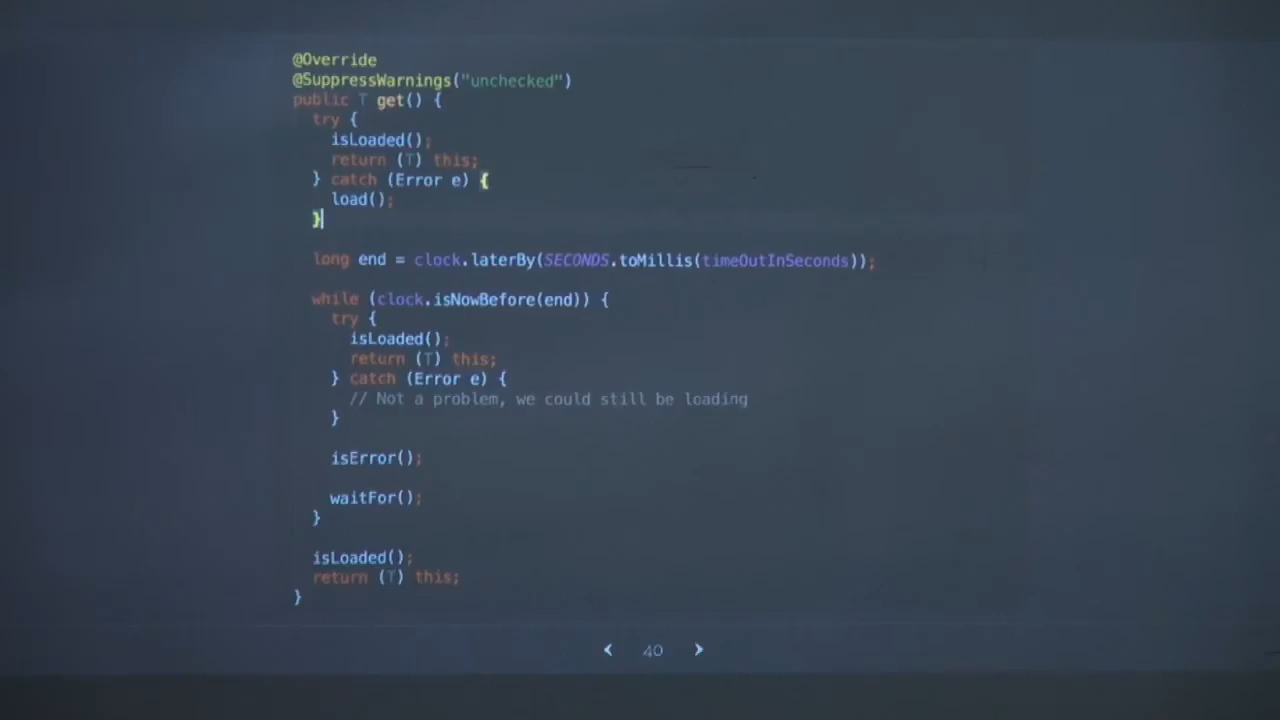 @Override
@SuppressWarnings("unchecked")
public T get() {
  try {
    isLoaded();
    return (T) this;
  } catch (Error e) {
    load();
  }

  long end = clock.laterBy(SECONDS.toMillis(timeOutInSeconds));

  while (clock.isNowBefore(end)) {
    try {
      isLoaded();
      return (T) this;
    } catch (Error e) {
      // Not a problem, we could still be loading
    }

    isError();

    waitFor();
  }

  isLoaded();
  return (T) this;
}
< 40 >